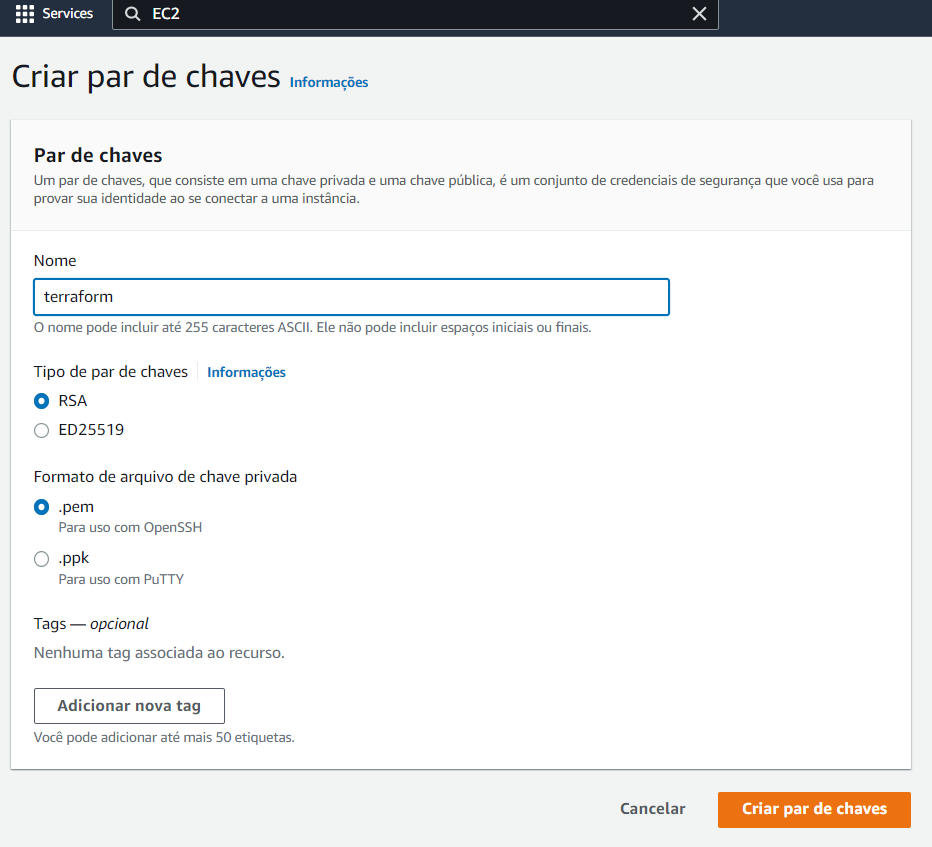 Services
EC2
Criar par de chaves Informações
Par de chaves
Um par de chaves, que consiste em uma chave privada e uma chave pública, é um conjunto de credenciais de segurança que você usa para
provar sua identidade ao se conectar a uma instância.
Nome
terraform
O nome pode incluir até 255 caracteres ASCII. Ele não pode incluir espaços iniciais ou finais.
Tipo de par de chaves Informações
RSA
ED25519
Formato de arquivo de chave privada
.pem
Para uso com OpenSSH
.ppk
Para uso com PuTTY
Tags — opcional
Nenhuma tag associada ao recurso.
Adicionar nova tag
Você pode adicionar até mais 50 etiquetas.
Cancelar Criar par de chaves